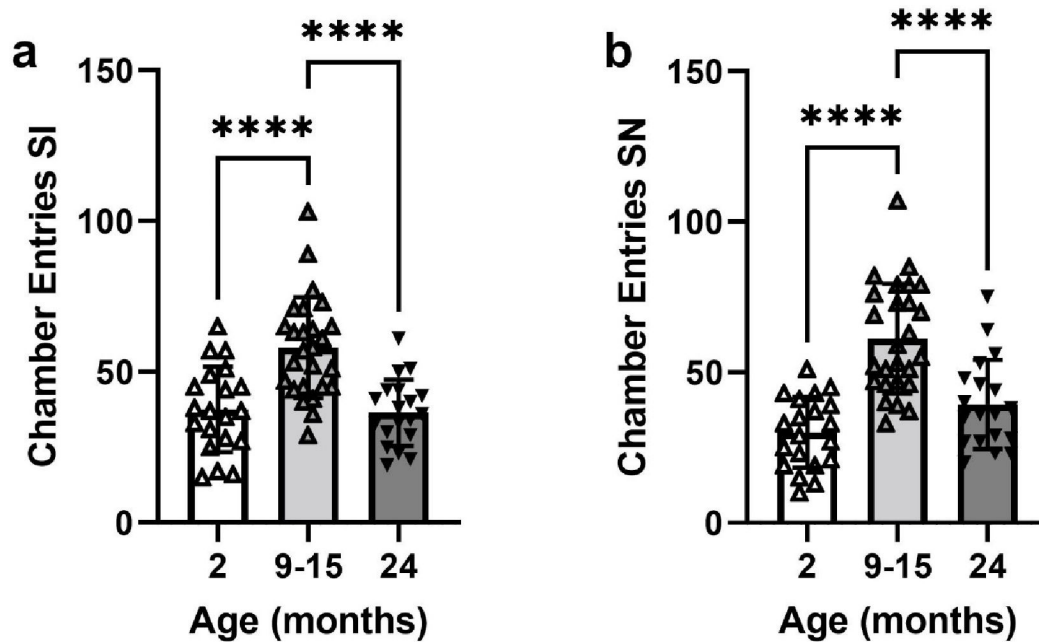 a
****
****
150
100
50
0
Chamber Entries SI
2 9-15 24
Age (months)
b
****
****
150
100
50
0
Chamber Entries SN
2 9-15 24
Age (months)